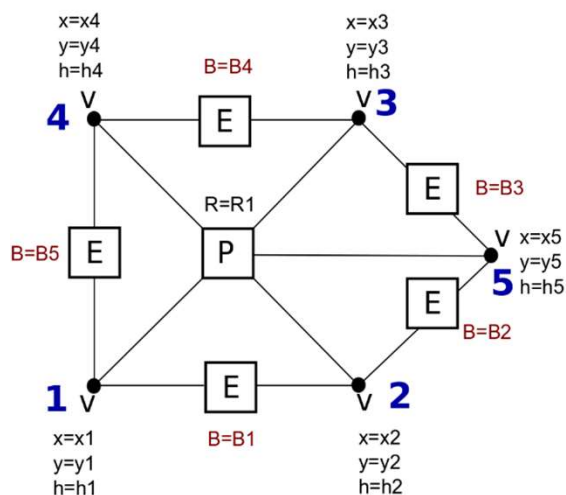 x=x4
y=y4
h=h4
V
4
B=B4
E
x=x3
y=y3
h=h3
V
3
E
B=B3
R=R1
P
B=B5
E
V
x=x5
y=y5
h=h5
5
E
B=B2
1
V
x=x1
y=y1
h=h1
E
B=B1
2
V
x=x2
y=y2
h=h2